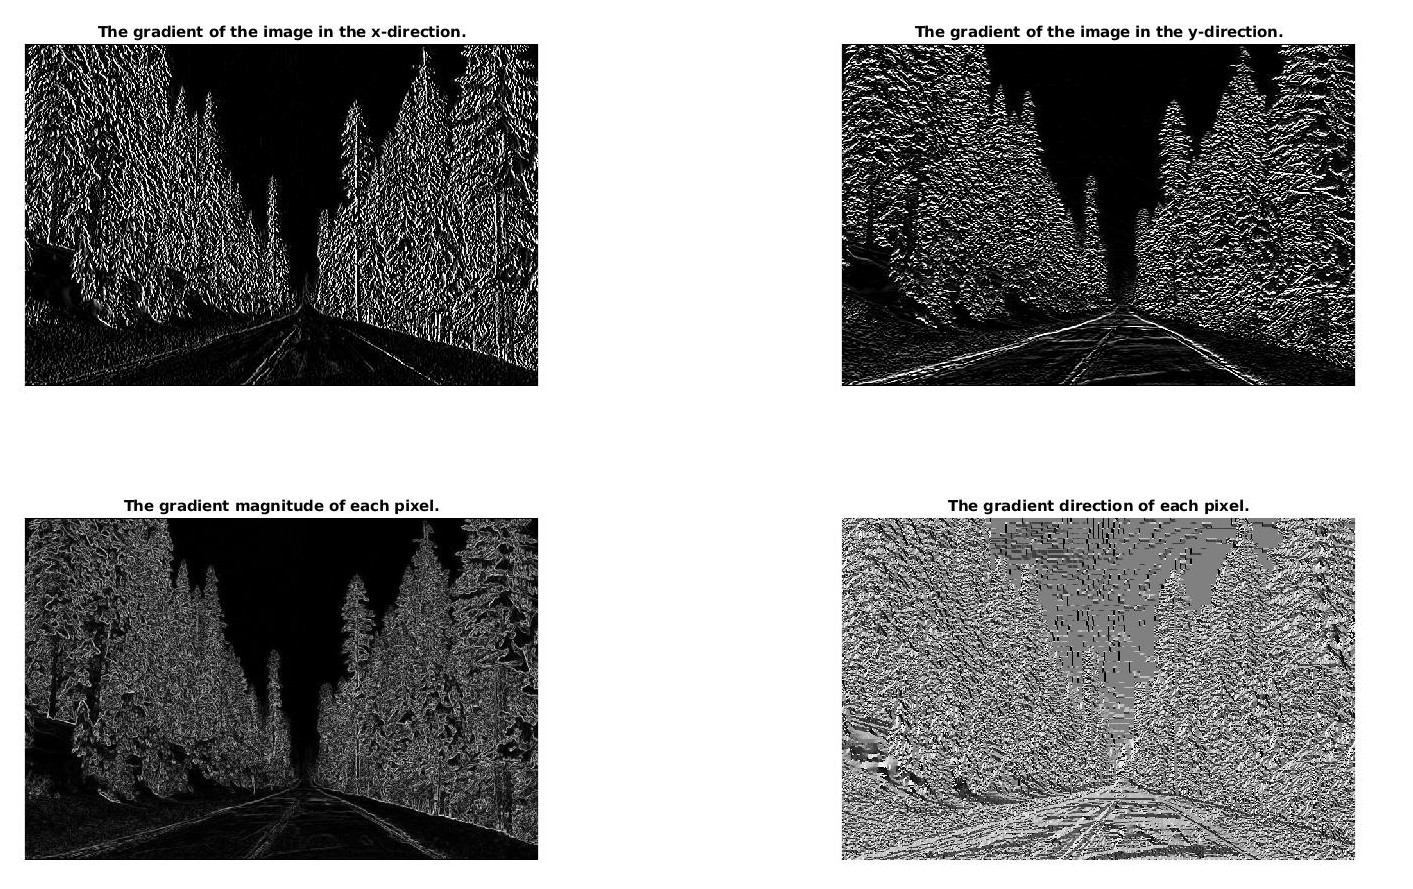 The gradient of the image in the x-direction.
The gradient of the image in the y-direction.
The gradient magnitude of each pixel.
The gradient direction of each pixel.